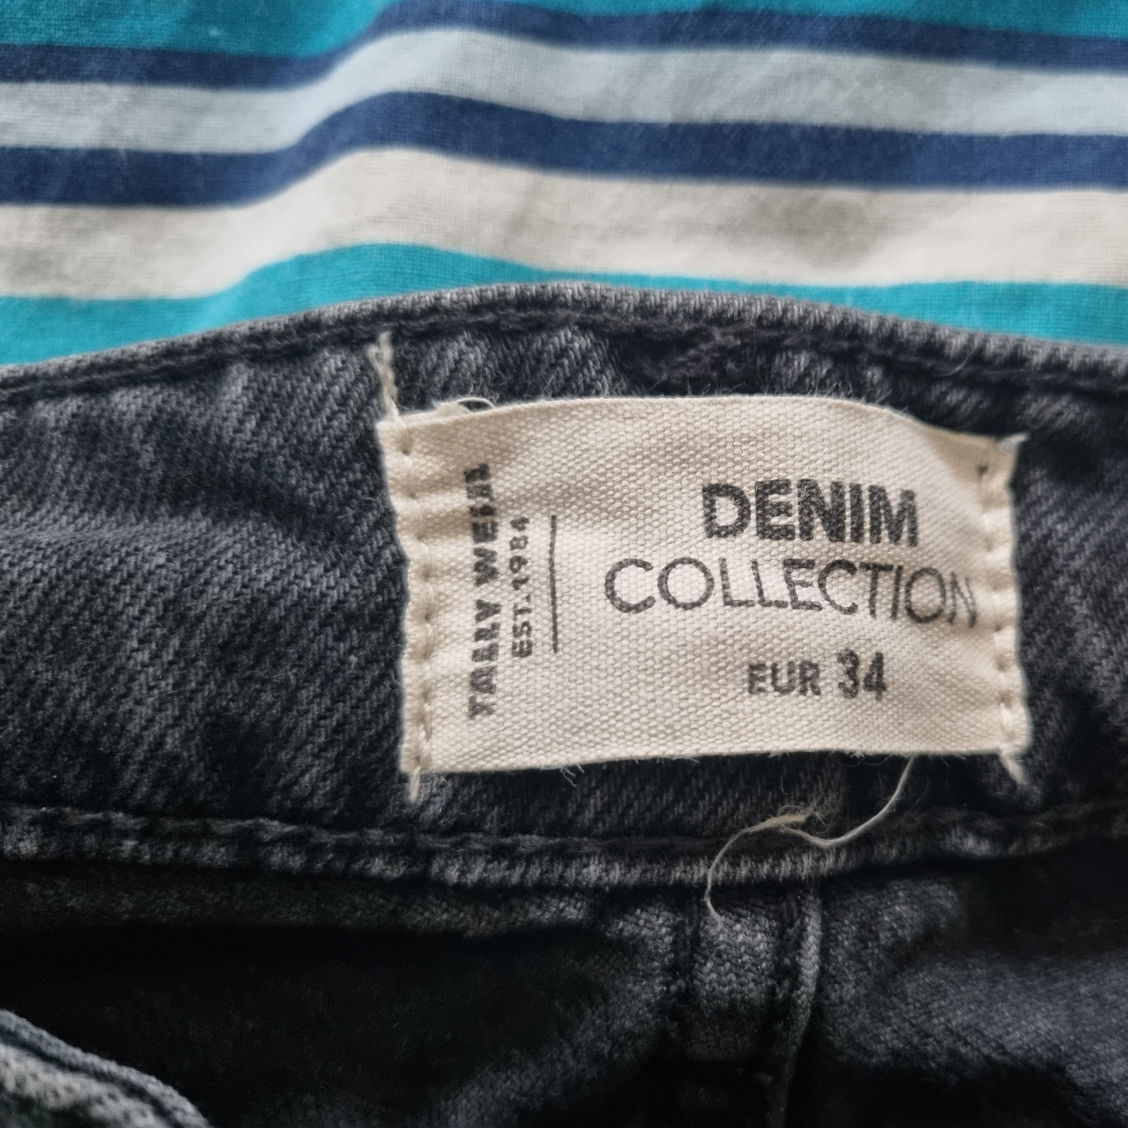 TALLY WEiJL
EST.1984
DENIM
COLLECTION
EUR 34